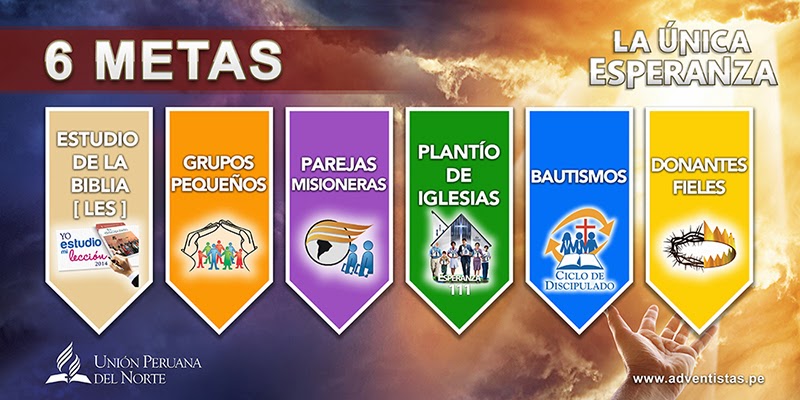 6 METAS
LA ÚNICA
ESPERANZA
ESTUDIO
DE LA
BIBLIA
[ LES ]
YO
estudio
mi
lección
2014
GRUPOS
PEQUEÑOS
PAREJAS
MISIONERAS
PLANTÍO
DE
IGLESIAS
ESPERANZA
111
BAUTISMOS
CICLO DE
DISCIPULADO
DONANTES
FIELES
UNIÓN PERUANA
DEL NORTE
www.adventistas.pe